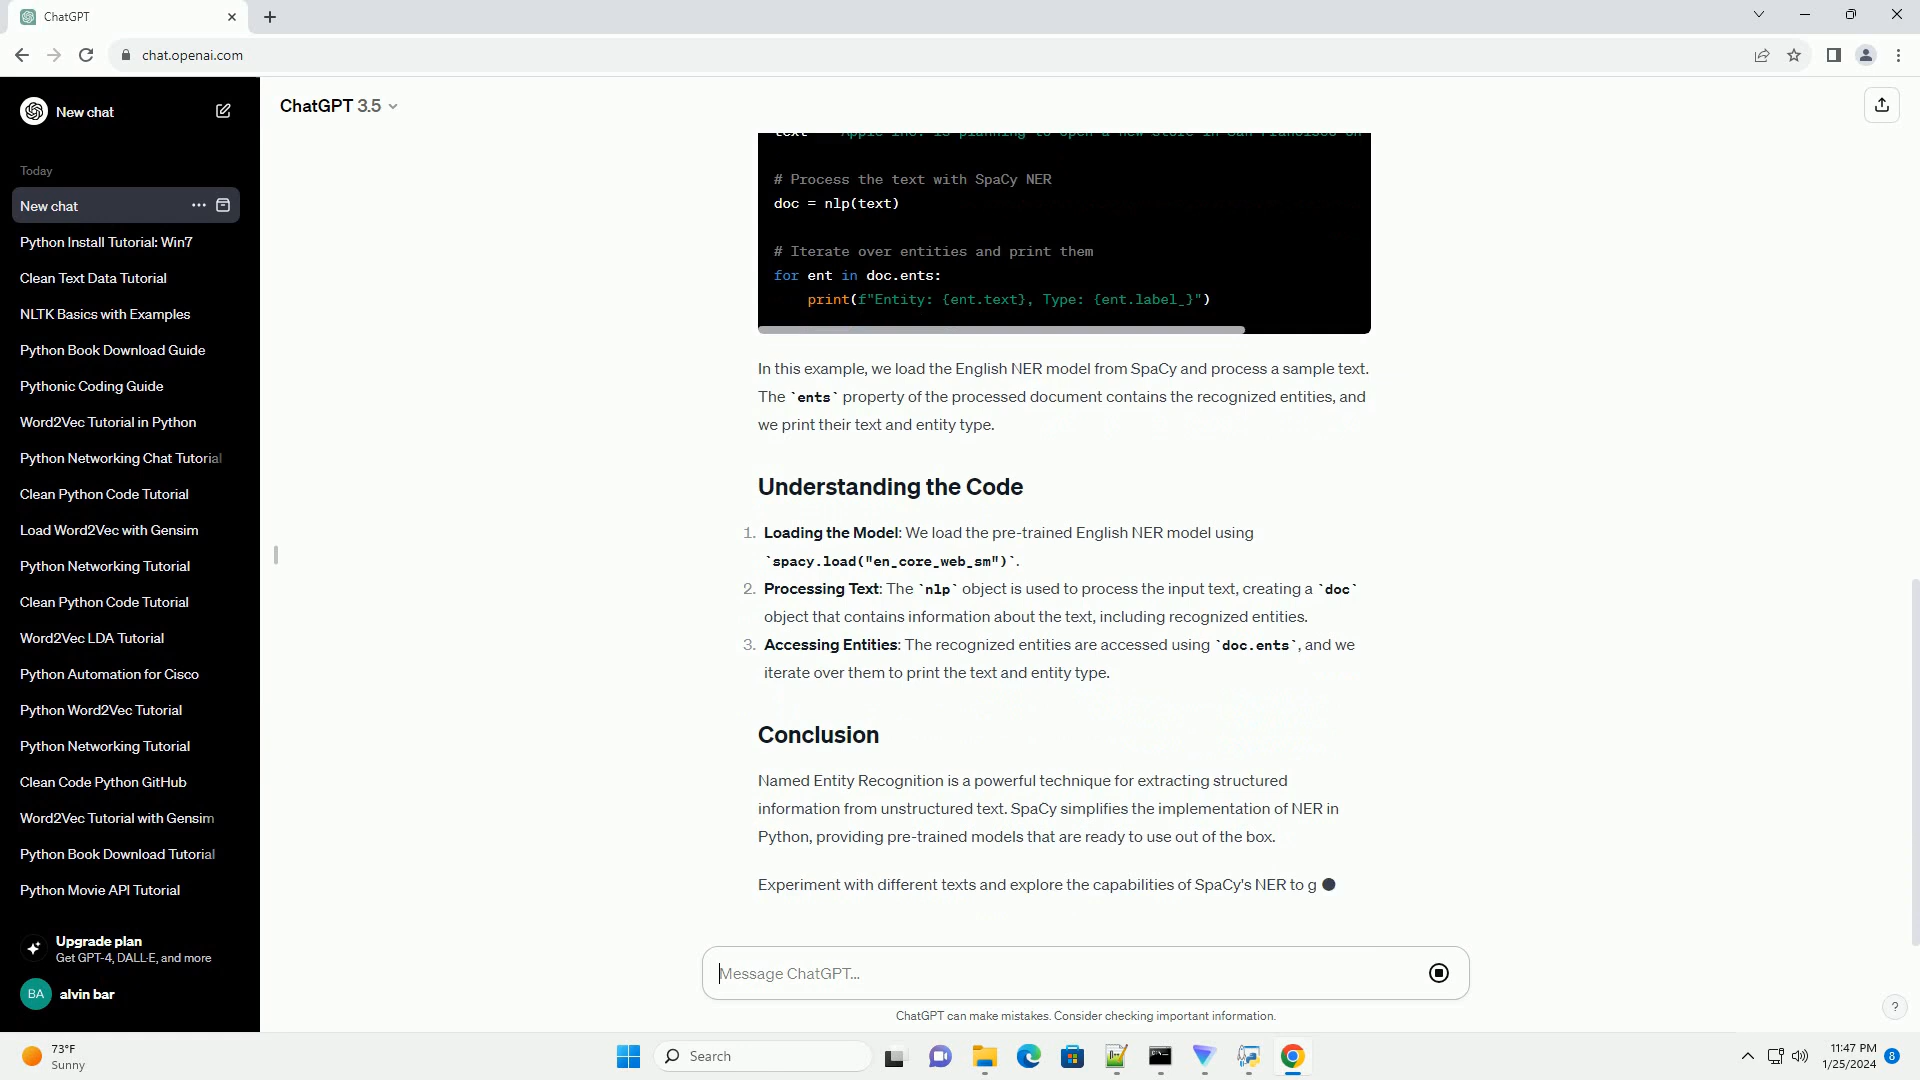 ChatGPT
chat.openai.com
New chat
Today
New chat
Python Install Tutorial: Win7
Clean Text Data Tutorial
NLTK Basics with Examples
Python Book Download Guide
Pythonic Coding Guide
Word2Vec Tutorial in Python
Python Networking Chat Tutorial
Clean Python Code Tutorial
Load Word2Vec with Gensim
Python Networking Tutorial
Clean Python Code Tutorial
Word2Vec LDA Tutorial
Python Automation for Cisco
Python Word2Vec Tutorial
Python Networking Tutorial
Clean Code Python GitHub
Word2Vec Tutorial with Gensim
Python Book Download Tutorial
Python Movie API Tutorial
Upgrade plan
Get GPT-4, DALL·E, and more
BA alvin bar
ChatGPT 3.5
text = "Apple Inc. is planning to open a new store in San Francisco on
# Process the text with SpaCy NER
doc = nlp(text)
# Iterate over entities and print them
for ent in doc.ents:
print(f"Entity: {ent.text}, Type: {ent.label_}")
In this example, we load the English NER model from SpaCy and process a sample text.
The `ents` property of the processed document contains the recognized entities, and
we print their text and entity type.
Understanding the Code
1. Loading the Model: We load the pre-trained English NER model using
`spacy.load("en_core_web_sm")`.
2. Processing Text: The `nlp` object is used to process the input text, creating a `doc`
object that contains information about the text, including recognized entities.
3. Accessing Entities: The recognized entities are accessed using `doc.ents`, and we
iterate over them to print the text and entity type.
Conclusion
Named Entity Recognition is a powerful technique for extracting structured
information from unstructured text. SpaCy simplifies the implementation of NER in
Python, providing pre-trained models that are ready to use out of the box.
Experiment with different texts and explore the capabilities of SpaCy's NER to g
Message ChatGPT...
ChatGPT can make mistakes. Consider checking important information.
?
73°F
Sunny
Search
11:47 PM
1/25/2024
8